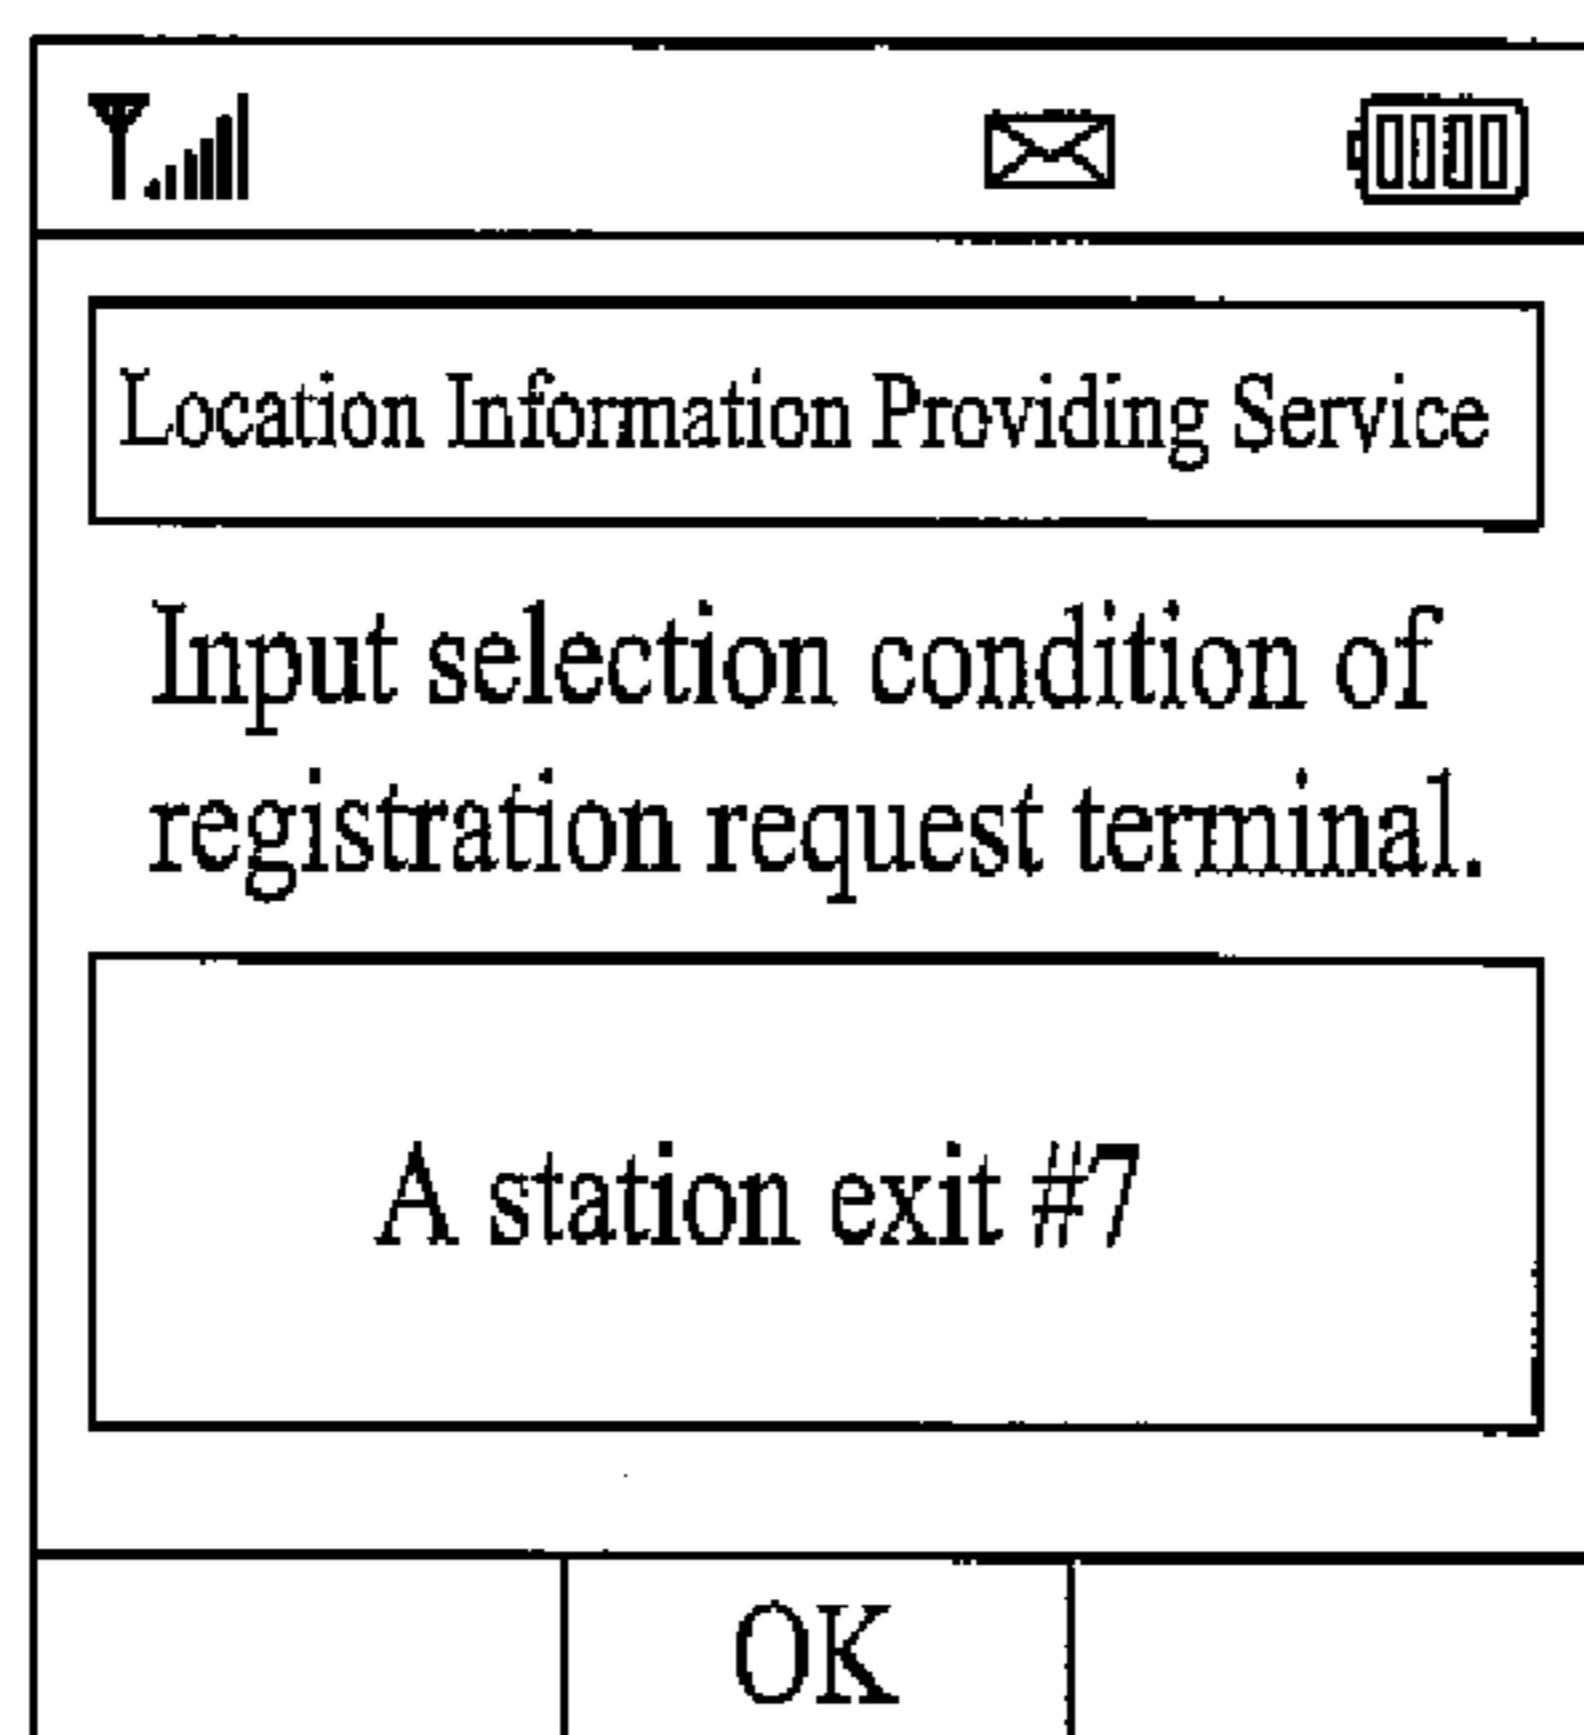 Location Information Providing Service
Input selection condition of
registration request terminal.
A station exit #7
OK